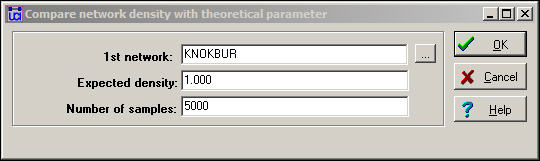 UCI Compare network density with theoretical parameter
1st network: KNOKBUR ...
Expected density: 1.000
Number of samples: 5000
OK
Cancel
? Help